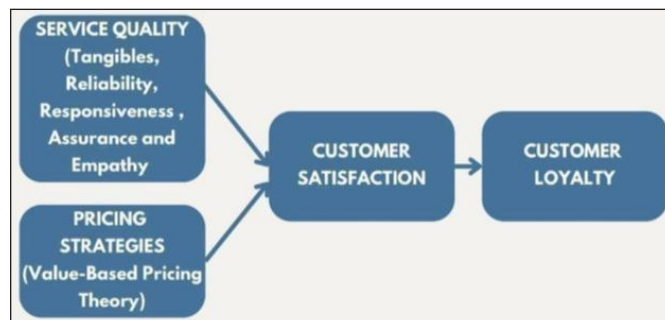 SERVICE QUALITY
(Tangibles,
Reliability,
Responsiveness ,
Assurance and
Empathy
PRICING
STRATEGIES
(Value-Based Pricing
Theory)
CUSTOMER
SATISFACTION
CUSTOMER
LOYALTY